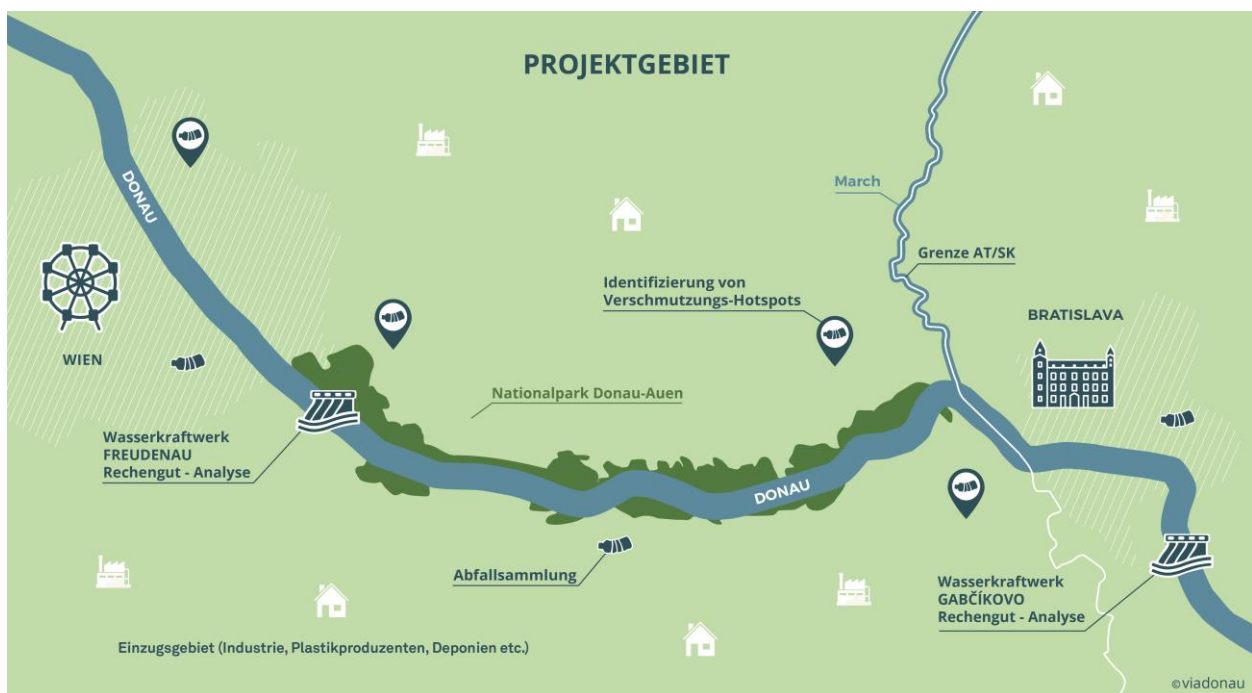 PROJEKTGEBIET
DONAU
March
Grenze AT/SK
Identifizierung von
Verschmutzungs-Hotspots
BRATISLAVA
WIEN
Nationalpark Donau-Auen
Wasserkraftwerk
FREUDENAU
Rechengut - Analyse
DONAU
Abfallsammlung
Wasserkraftwerk
GABČÍKOVO
Rechengut - Analyse
Einzugsgebiet (Industrie, Plastikproduzenten, Deponien etc.)
©viadonau